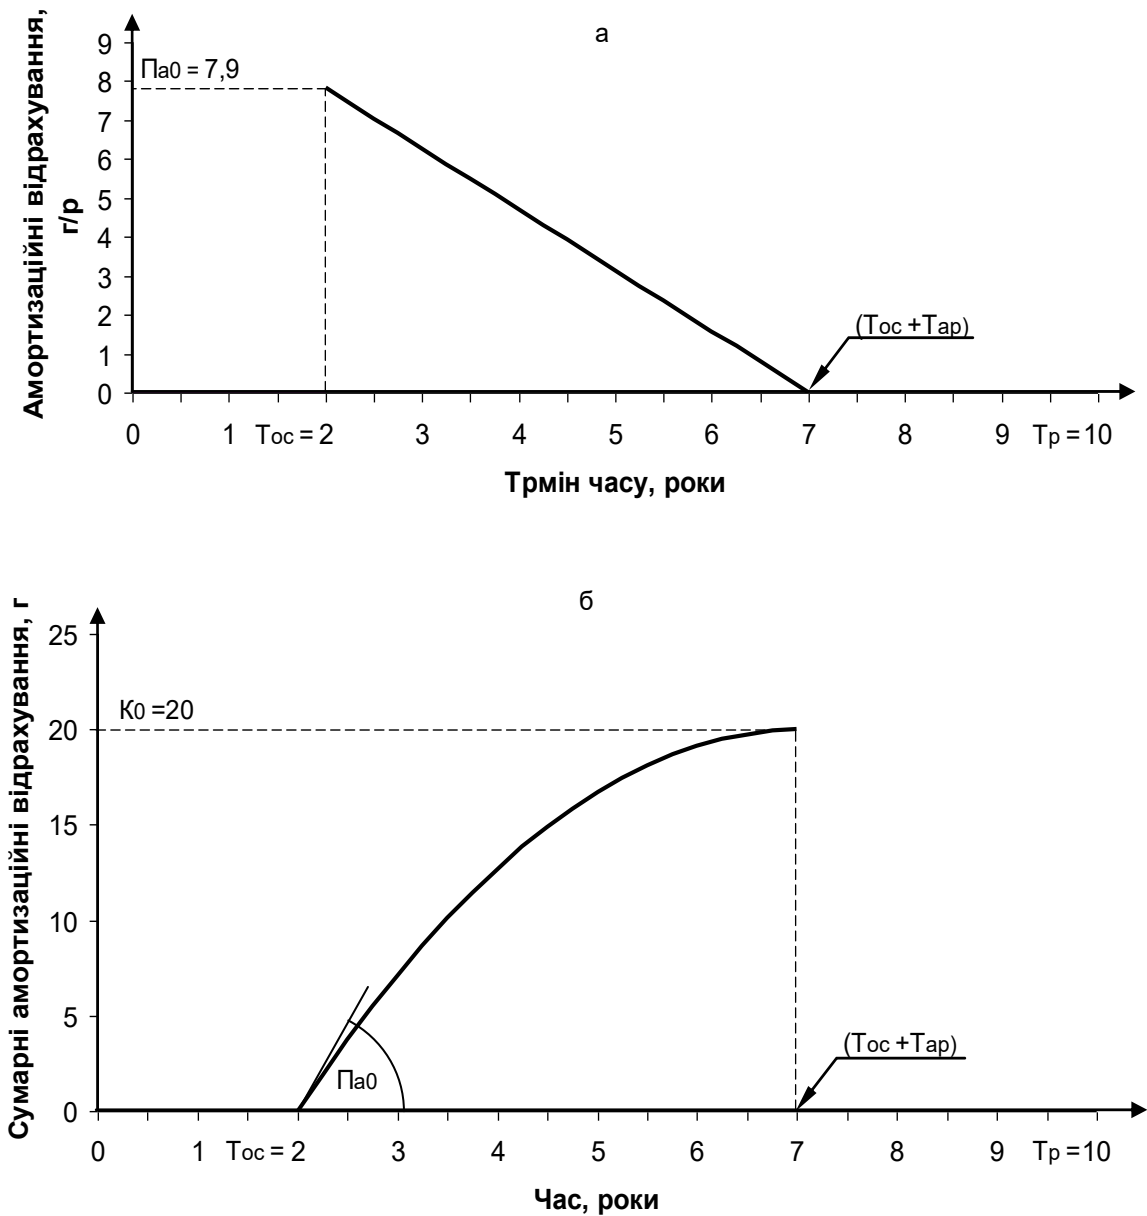 а
Амортизаційні відрахування,
г/р
9
8
7
6
5
4
3
2
1
0
Па0 = 7,9
(Тос +Тар)
0 1 Тос = 2 3 4 5 6 7 8 9 Тр = 10
Трмін часу, роки
б
Сумарні амортизаційні відрахування, г
25
20
15
10
5
0
К0 =20
Па0
(Тос +Тар)
0 1 Тос = 2 3 4 5 6 7 8 9 Тр =10
Час, роки